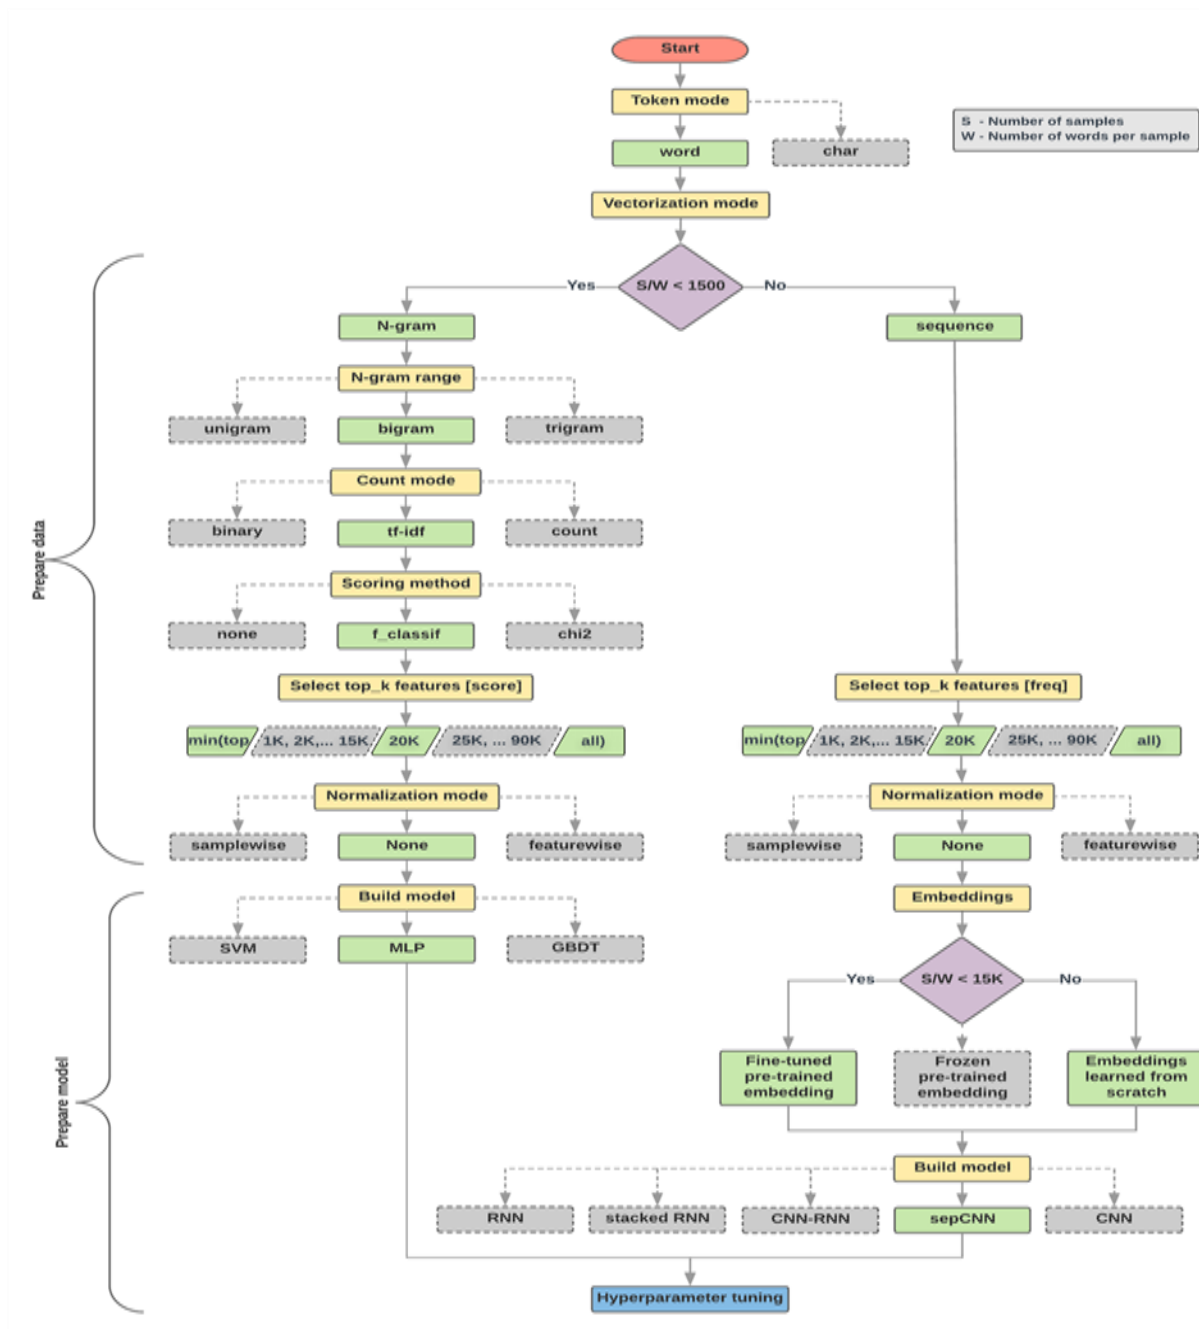 Start
Token mode
S - Number of samples
W - Number of words per sample
word
char
Vectorization mode
S/W < 1500
Yes
No
N-gram
sequence
N-gram range
unigram
bigram
trigram
Count mode
binary
tf-idf
count
Scoring method
none
f_classif
chi2
Select top_k features [score]
Select top_k features [freq]
min(top 1K, 2K,... 15K 20K 25K, ... 90K all)
min(top 1K, 2K,... 15K 20K 25K, ... 90K all)
Normalization mode
Normalization mode
samplewise
None
featurewise
samplewise
None
featurewise
Prepare data
Build model
Embeddings
SVM
MLP
GBDT
S/W < 15K
Yes
No
Fine-tuned
pre-trained
embedding
Frozen
pre-trained
embedding
Embeddings
learned from
scratch
Prepare model
Build model
RNN
stacked RNN
CNN-RNN
sepCNN
CNN
Hyperparameter tuning